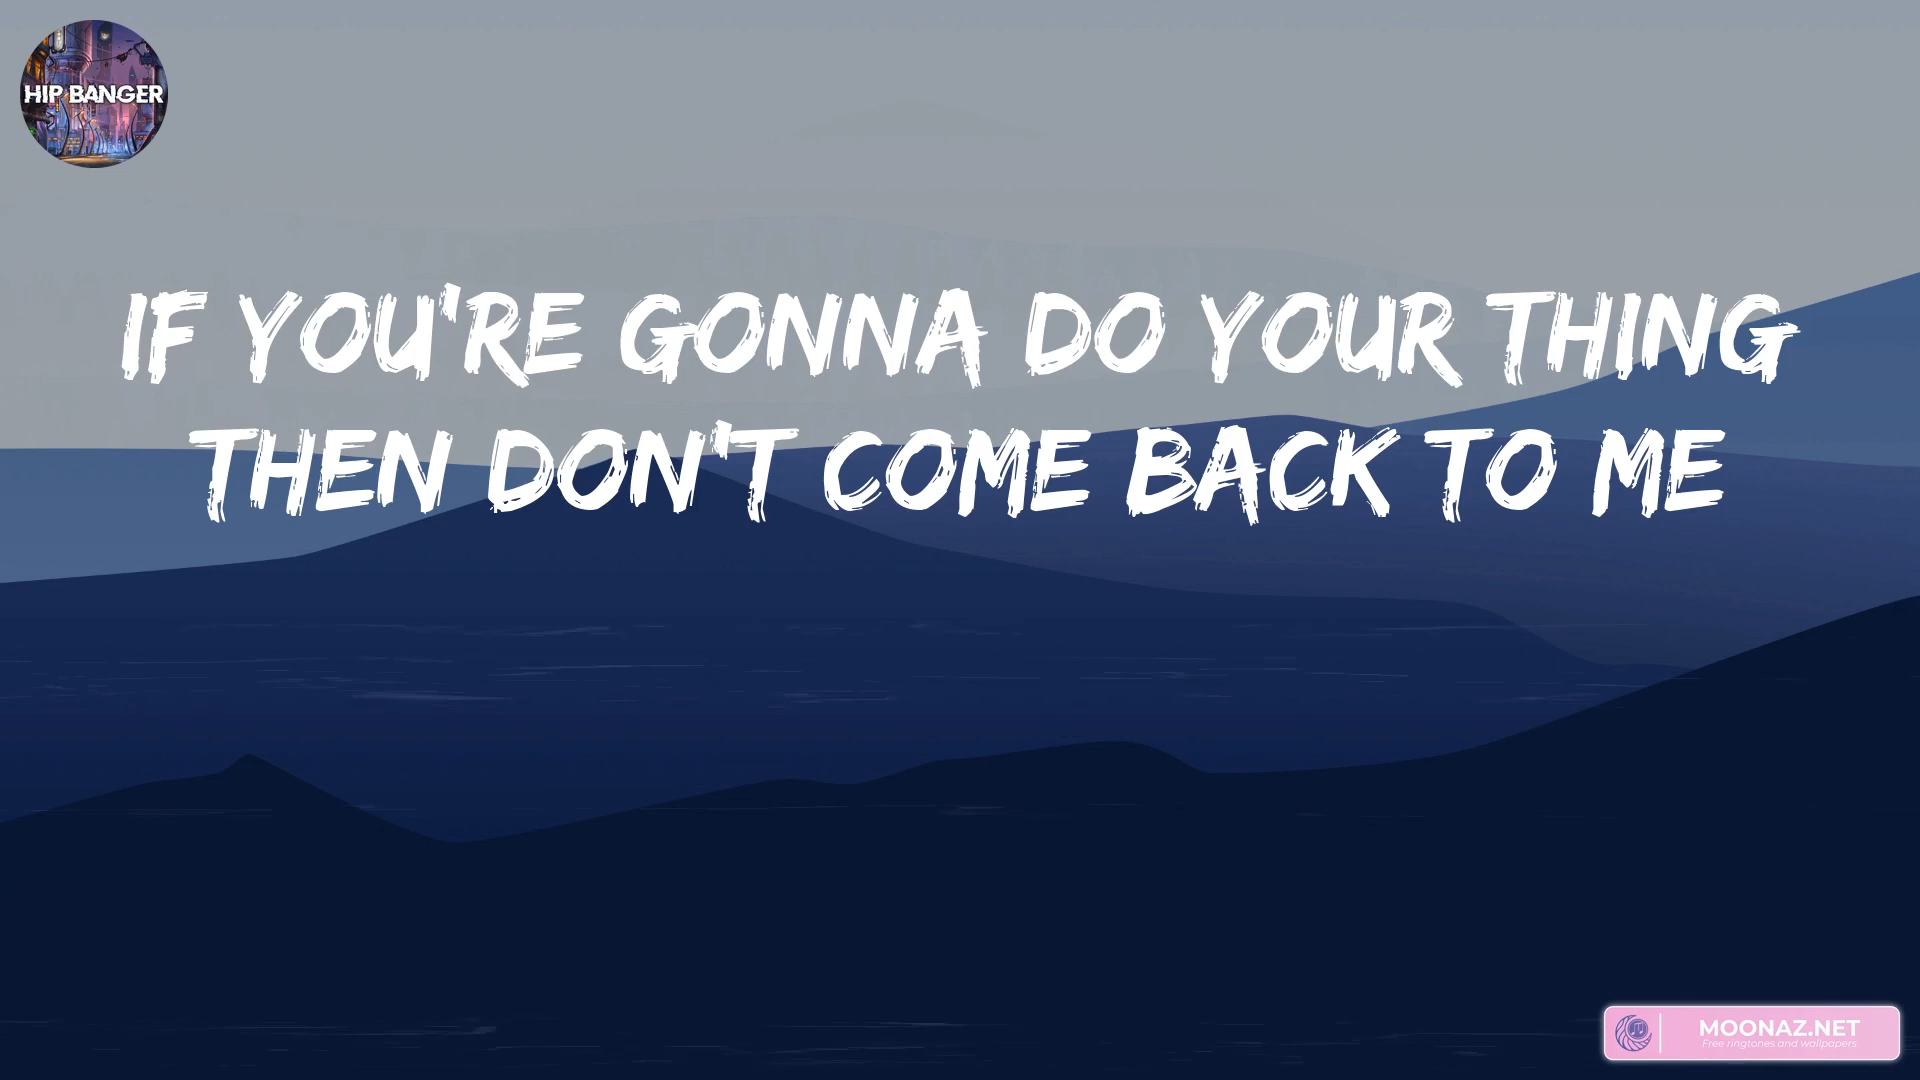 HIP BANGER
IF YOU'RE GONNA DO YOUR THING
THEN DON'T COME BACK TO ME
MOONAZ.NET
Free ringtones and wallpapers